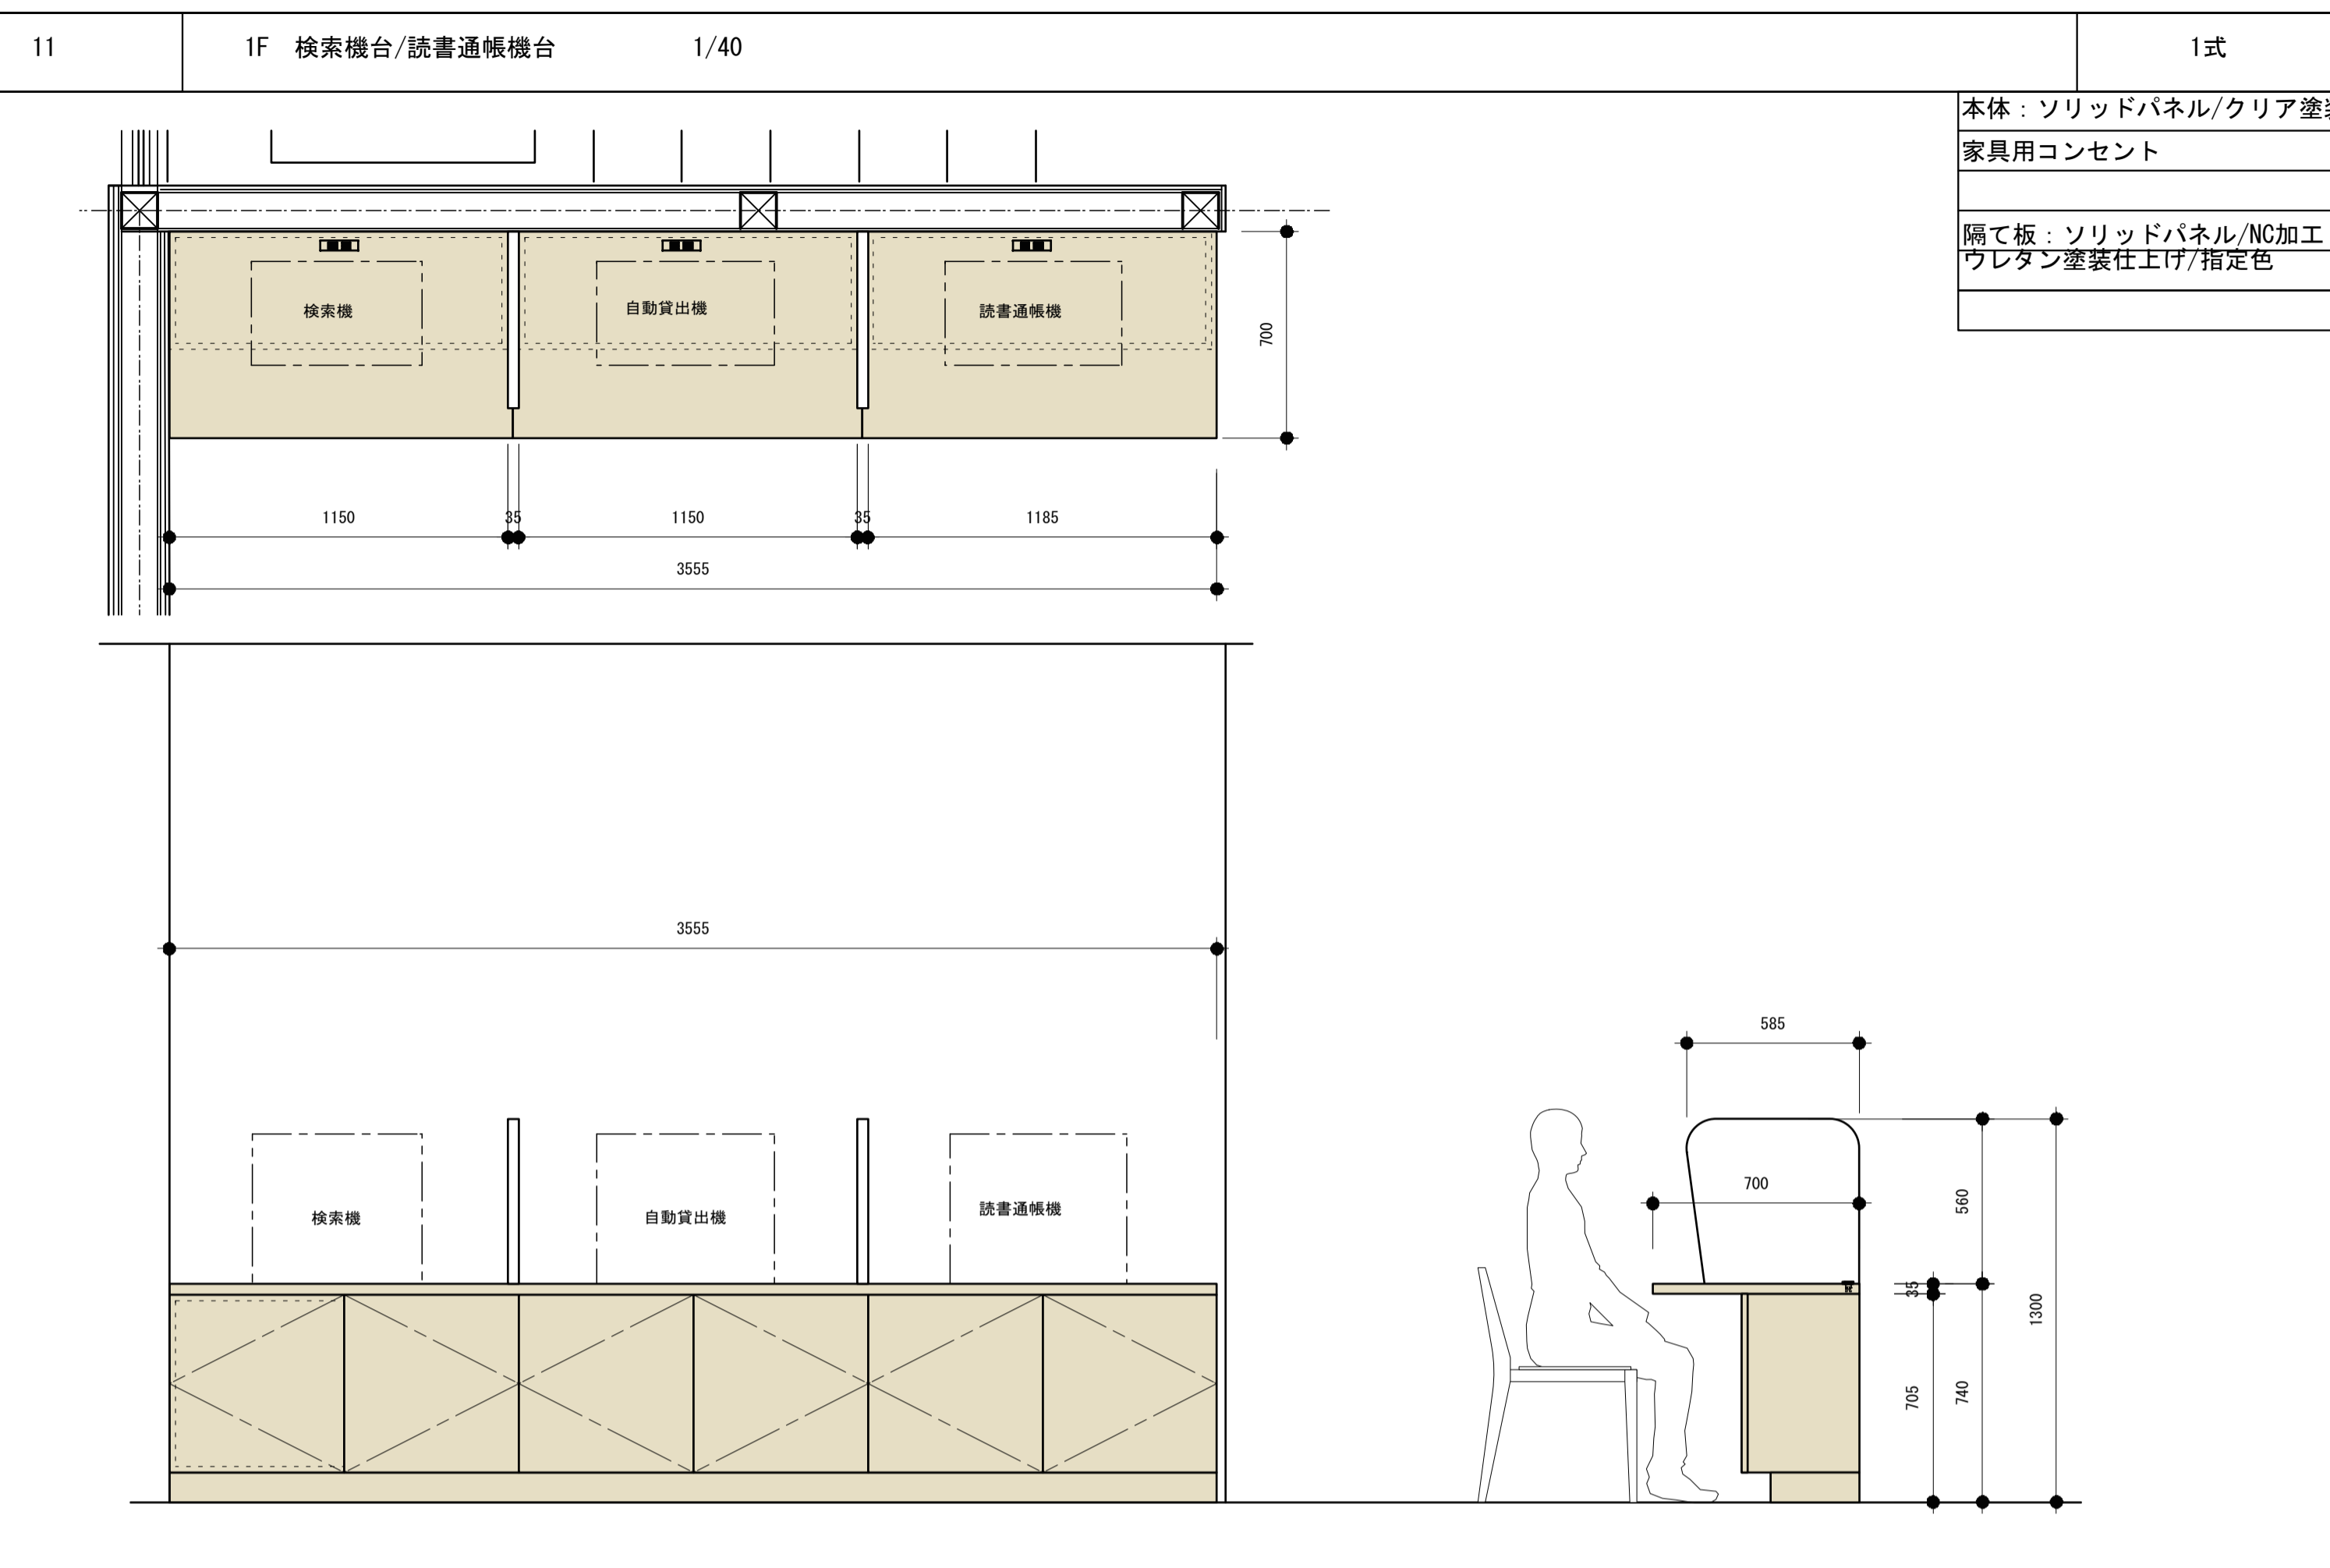 11
1F 検索機台/読書通帳機台 1/40
1式
本体：ソリッドパネル/クリア塗装
家具用コンセント
隔て板：ソリッドパネル/NC加工
ウレタン塗装仕上げ/指定色
検索機
自動貸出機
読書通帳機
700
1150
35
1150
35
1185
3555
3555
585
700
560
35
1300
705
740
検索機
自動貸出機
読書通帳機